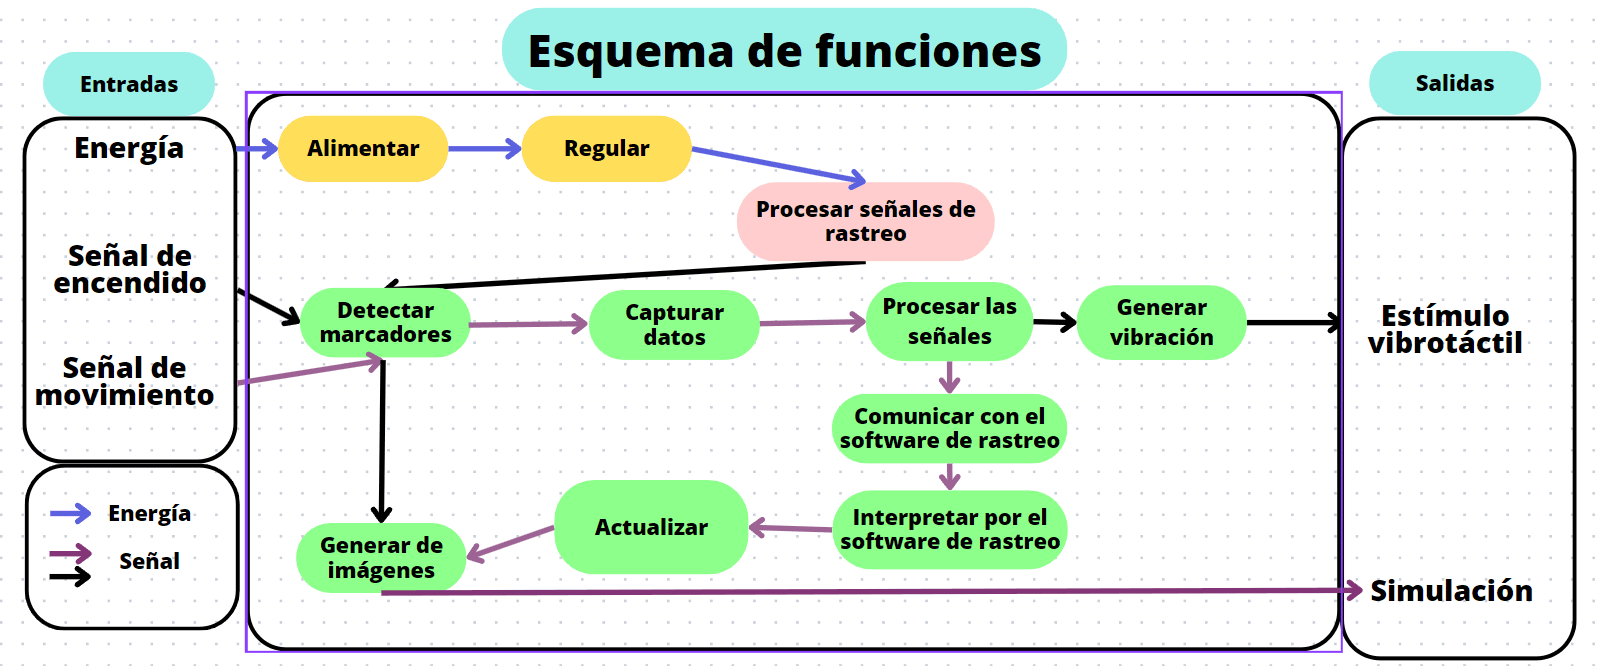 Esquema de funciones
Entradas
Salidas
Energía
Señal de
encendido
Señal de
movimiento
Alimentar
Regular
Procesar señales de
rastreo
Detectar
marcadores
Capturar
datos
Procesar las
señales
Generar
vibración
Comunicar con el
software de rastreo
Interpretar por el
software de rastreo
Actualizar
Generar de
imágenes
Estímulo
vibrotáctil
Simulación
Energía
Señal